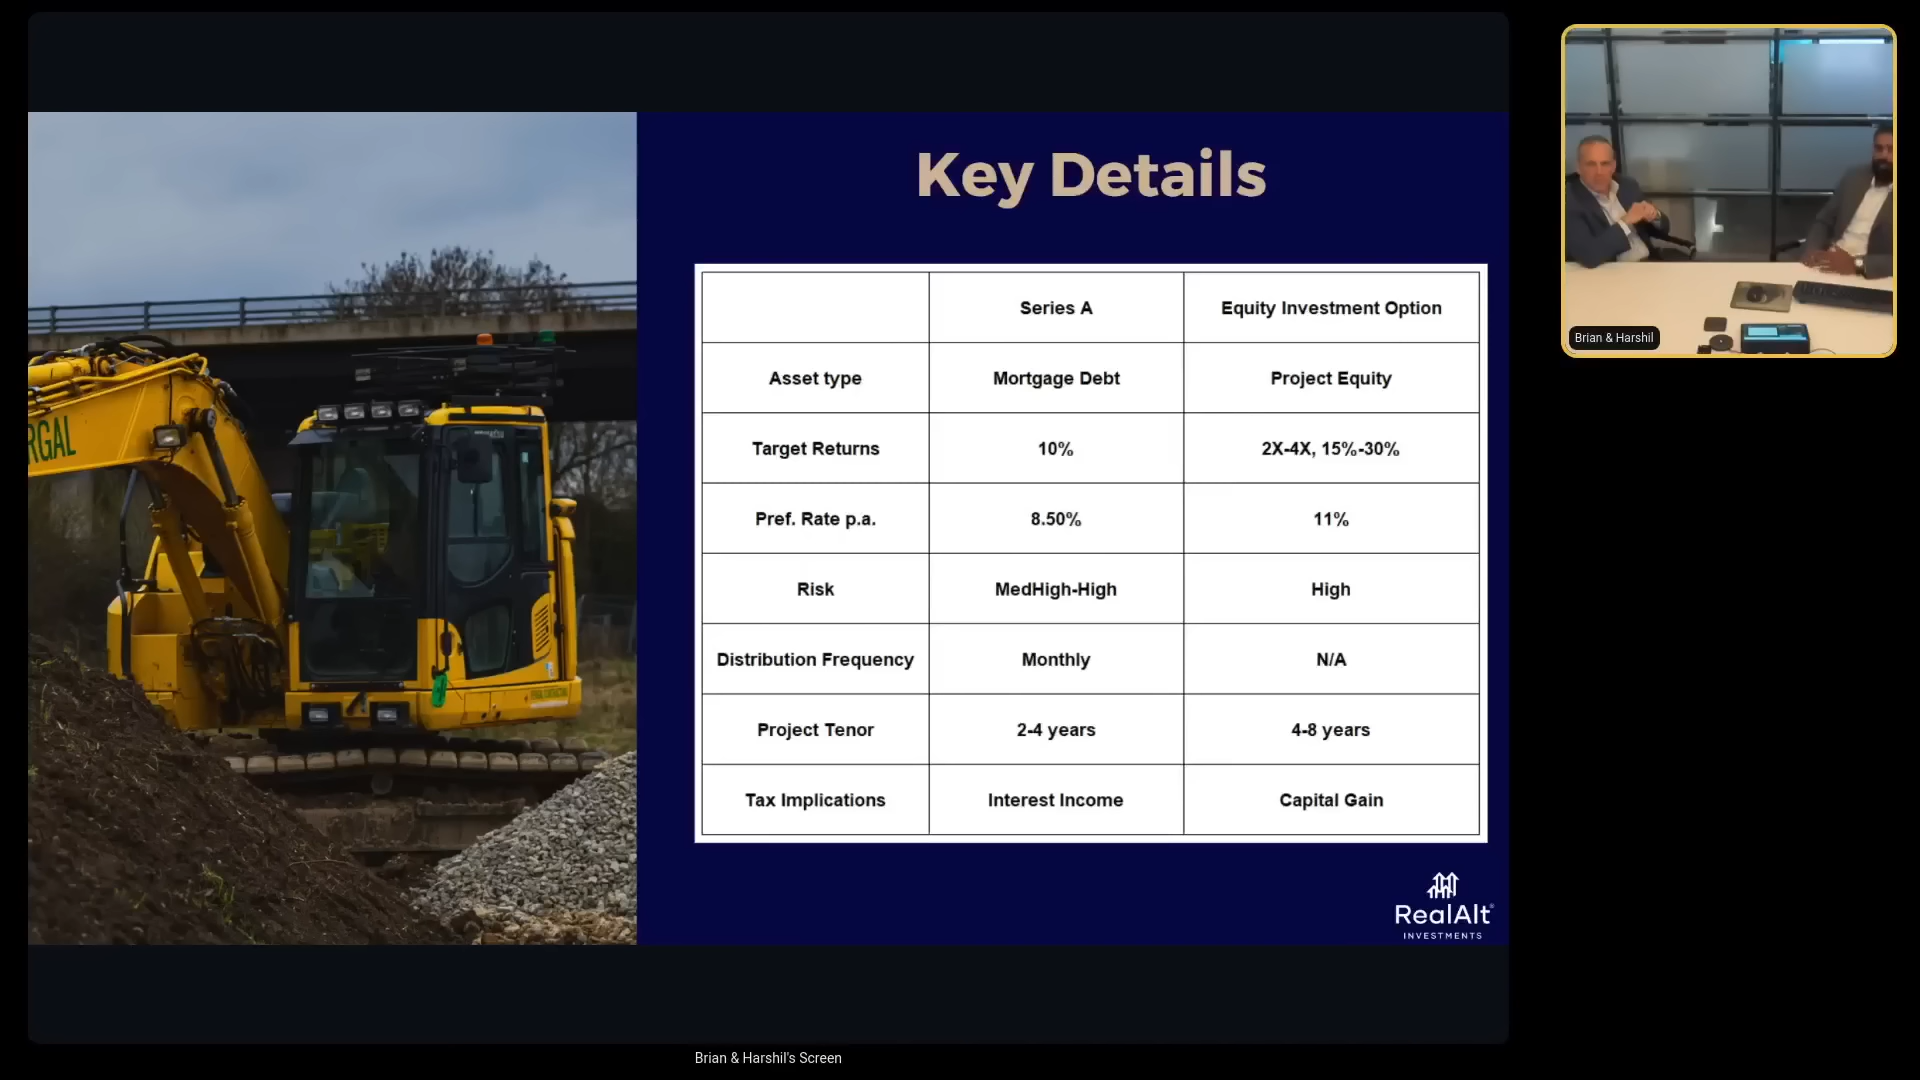 Key Details
Series A
Equity Investment Option
Asset type
Mortgage Debt
Project Equity
Target Returns
10%
2X-4X, 15%-30%
Pref. Rate p.a.
8.50%
11%
Risk
MedHigh-High
High
Distribution Frequency
Monthly
N/A
Project Tenor
2-4 years
4-8 years
Tax Implications
Interest Income
Capital Gain
RGAL
RealAlt
INVESTMENTS
Brian & Harshil
Brian & Harshil's Screen